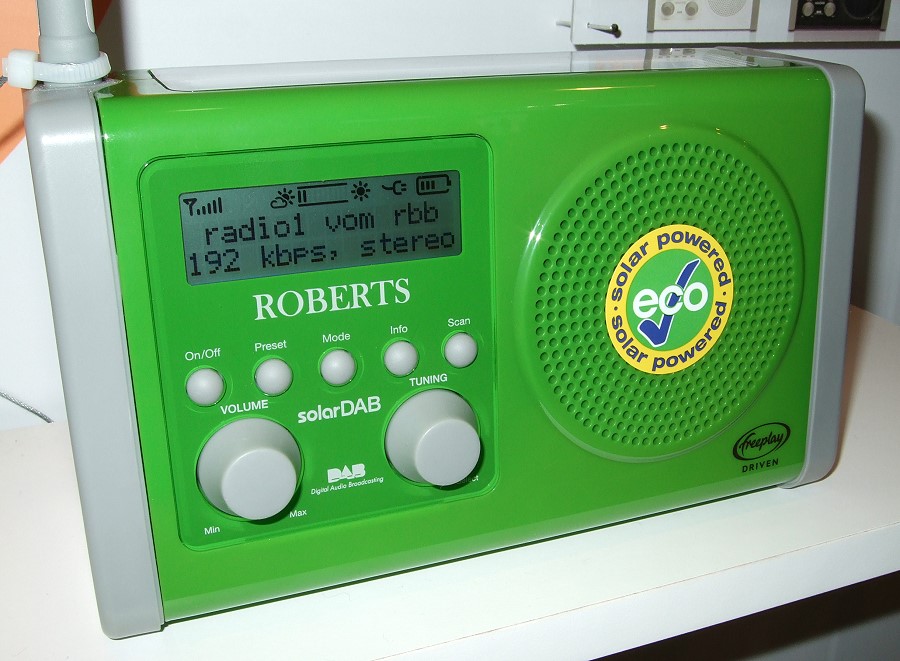 radio1 vom rbb
192 kbps, stereo
ROBERTS
On/Off
Preset
Mode
Info
Scan
VOLUME
solarDAB
TUNING
Min
Max
DAB
Digital Audio Broadcasting
solar powered
eco
solar powered
freeplay
DRIVEN